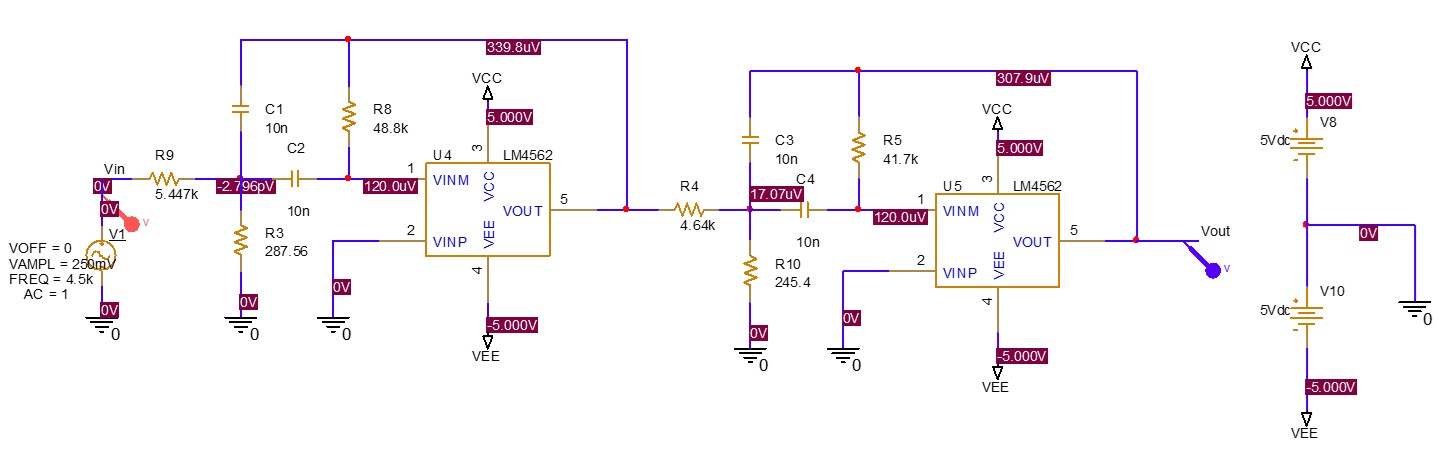 339.8uV
VCC
5.000V
C1
10n
R8
48.8k
C2
10n
3
U4
LM4562
Vin
R9
5.447k
0V
-2.796pV
120.0uV
1
VINM
VCC
VOUT
5
0V
V
V1
VOFF = 0
VAMPL = 250mV
FREQ = 4.5k
AC = 1
R3
287.56
2
VINP
VEE
4
0V
0V
0V
0
0
0
-5.000V
VEE
307.9uV
VCC
5.000V
C3
10n
R5
41.7k
3
U5
LM4562
R4
4.64k
17.07uV
C4
10n
120.0uV
1
VINM
VCC
VOUT
5
Vout
V
R10
245.4
2
VINP
VEE
4
0V
0V
0
0
-5.000V
VEE
VCC
5.000V
V8
5Vdc
0V
V10
5Vdc
0
-5.000V
VEE